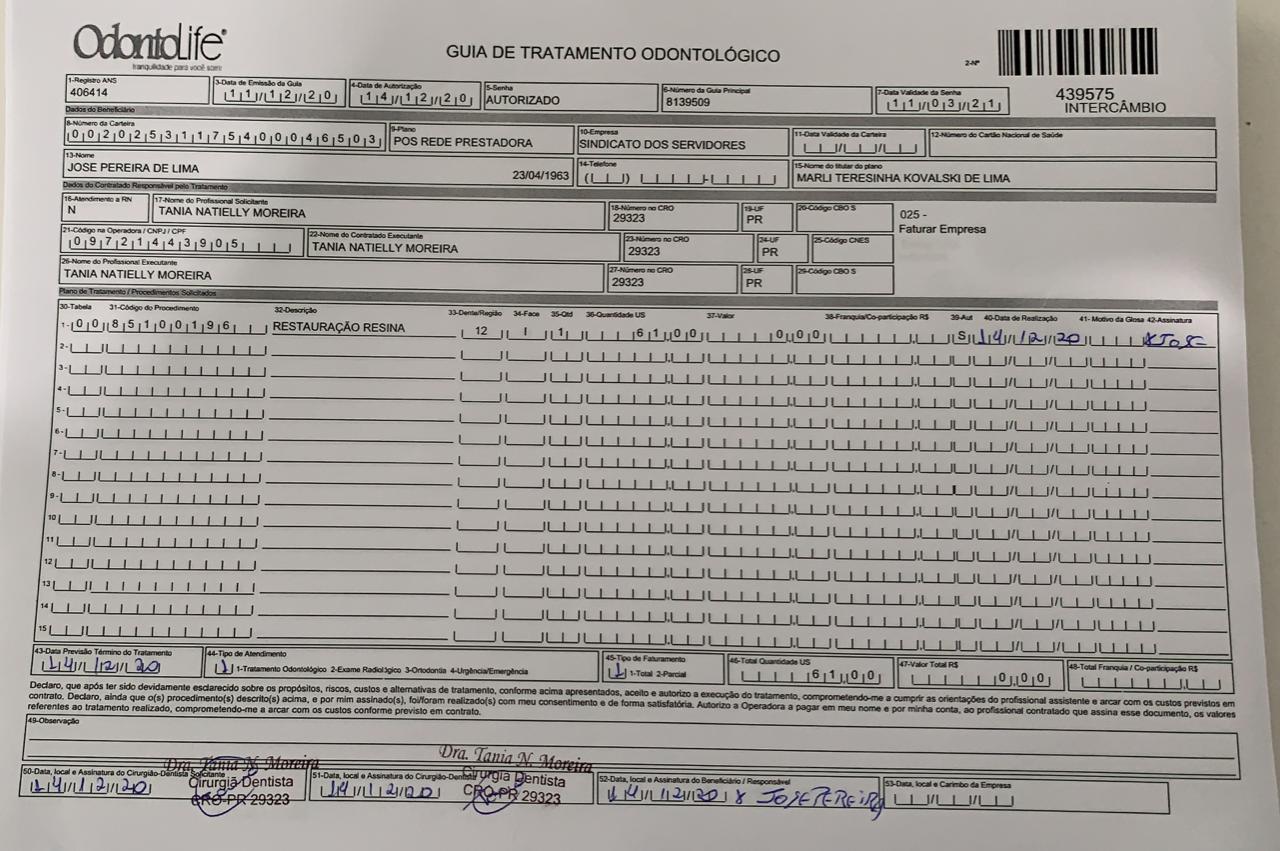 OdontoLife®
tranquilidade para você sorrir
GUIA DE TRATAMENTO ODONTOLÓGICO
2-Nº
439575
INTERCÂMBIO
1-Registro ANS
406414
3-Data de Emissão da Guia
11/12/20
4-Data de Autorização
14/12/20
5-Senha
AUTORIZADO
6-Número da Guia Principal
8139509
7-Data Validade da Senha
11/03/21
Dados do Beneficiário
8-Número da Carteira
00202531175400046503
9-Plano
POS REDE PRESTADORA
10-Empresa
SINDICATO DOS SERVIDORES
11-Data Validade da Carteira
12-Número do Cartão Nacional de Saúde
13-Nome
JOSE PEREIRA DE LIMA 23/04/1963
14-Telefone
15-Nome do titular do plano
MARLI TERESINHA KOVALSKI DE LIMA
Dados do Contratado Responsável pelo Tratamento
16-Atendimento a RN
N
17-Nome do Profissional Solicitante
TANIA NATIELLY MOREIRA
18-Número no CRO
29323
19-UF
PR
20-Código CBO S
025 -
Faturar Empresa
21-Código na Operadora / CNPJ / CPF
09721443905
22-Nome do Contratado Executante
TANIA NATIELLY MOREIRA
23-Número no CRO
29323
24-UF
PR
25-Código CNES
26-Nome do Profissional Executante
TANIA NATIELLY MOREIRA
27-Número no CRO
29323
28-UF
PR
29-Código CBO S
Plano de Tratamento / Procedimentos Solicitados
30-Tabela 31-Código do Procedimento 32-Descrição 33-Dente/Região 34-Face 35-Qtd 36-Quantidade US 37-Valor 38-Franquia/Co-participação R$ 39-Aut 40-Data de Realização 41- Motivo da Glosa 42-Assinatura
1- 00 85100196 RESTAURAÇÃO RESINA 12 I 1 61,00 0,00 S 14/12/20 x JOSE
2-
3-
4-
5-
6-
7-
8-
9-
10
11
12
13
14
15
43-Data Previsão Término do Tratamento
14/12/20
44-Tipo de Atendimento
1 1-Tratamento Odontológico 2-Exame Radiológico 3-Ortodontia 4-Urgência/Emergência
45-Tipo de Faturamento
1 1-Total 2-Parcial
46-Total Quantidade US
61,00
47-Valor Total R$
0,00
48-Total Franquia / Co-participação R$
Declaro, que após ter sido devidamente esclarecido sobre os propósitos, riscos, custos e alternativas de tratamento, conforme acima apresentados, aceito e autorizo a execução do tratamento, comprometendo-me a cumprir as orientações do profissional assistente e arcar com os custos previstos em
contrato. Declaro, ainda que o(s) procedimento(s) descrito(s) acima, e por mim assinado(s), foi/foram realizado(s) com meu consentimento e de forma satisfatória. Autorizo a Operadora a pagar em meu nome e por minha conta, ao profissional contratado que assina esse documento, os valores
referentes ao tratamento realizado, comprometendo-me a arcar com os custos conforme previsto em contrato.
49-Observação
50-Data, local e Assinatura do Cirurgião-Dentista Solicitante
14/12/20
Dra. Tania N. Moreira
Cirurgiã Dentista
CRO-PR 29323
51-Data, local e Assinatura do Cirurgião-Dentista
14/12/20
Dra. Tania N. Moreira
Cirurgiã Dentista
CRO-PR 29323
52-Data, local e Assinatura do Beneficiário / Responsável
14/12/20 x JOSE PEREIRA
53-Data, local e Carimbo da Empresa